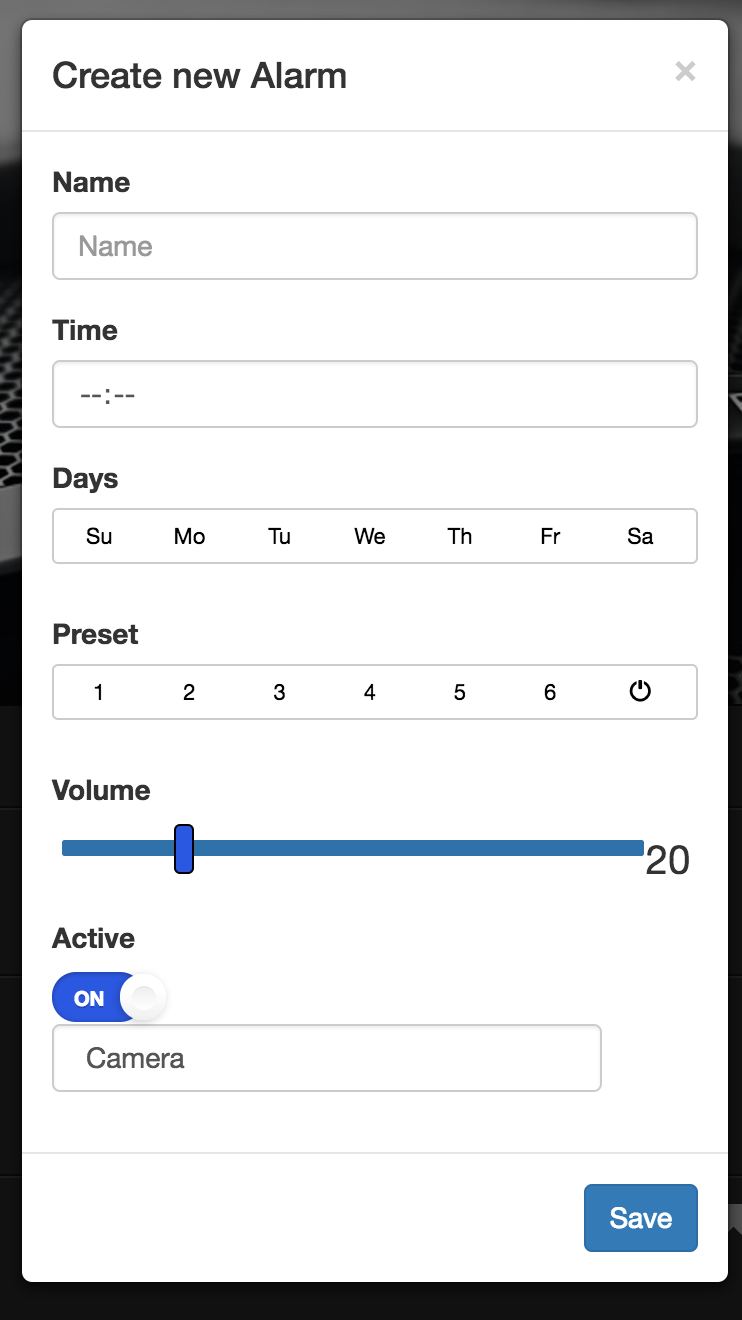 Create new Alarm ×
Name
Name
Time
--:--
Days
Su Mo Tu We Th Fr Sa
Preset
1 2 3 4 5 6
Volume
20
Active
ON
Camera
Save